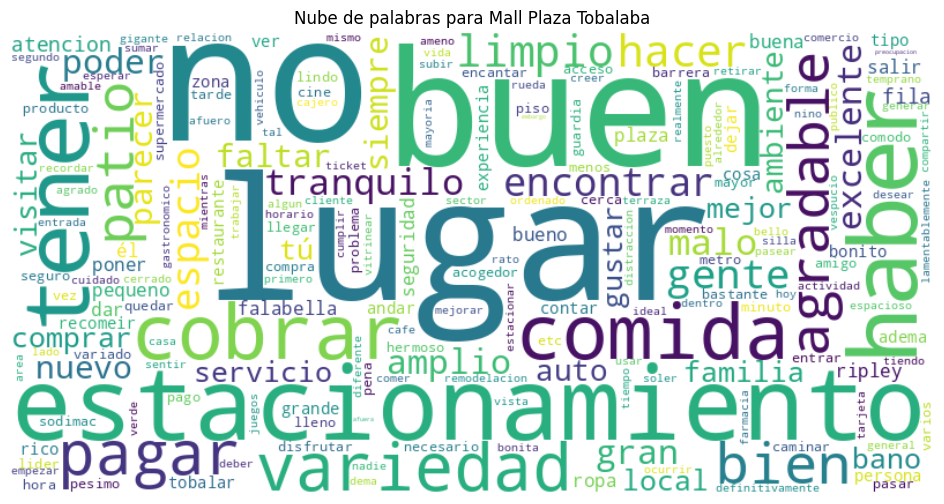 Nube de palabras para Mall Plaza Tobalaba
lugar
no
buen
estacionamiento
tener
haber
comida
cobrar
variedad
pagar
agradable
bien
patio
hacer
limpio
poder
tranquilo
encontrar
espacio
parecer
siempre
faltar
tú
él
malo
gente
gustar
mejor
ambiente
excelente
amplio
auto
familia
servicio
nuevo
comprar
visitar
atencion
gran
local
bano
fila
salir
tipo
buena
ver
zona
tarde
cine
lindo
supermercado
producto
segundo
gigante
sumar
amable
esperar
relacion
mismo
afuero
vehiculo
tal
cajero
vida
subir
mayoria
ameno
encantar
experiencia
piso
creer
rueda
acceso
barrera
retirar
guardia
plaza
realmente
puesto
alrededor
dejar
cosa
mayor
menos
comercio
forma
nino
publico
temprano
generar
comodo
compartir
desear
preocupacion
embargo
recordar
agrado
entrada
seguro
cuidado
gastronomico
mientras
cerrado
vez
poner
pequeno
dar
quedar
recomeir
restaurante
trabajar
algun
ticket
horario
cliente
llegar
compra
primero
cumplir
problema
vitrinear
seguridad
sector
ordenado
cerca
terraza
distraccion
bueno
acogedor
rato
silla
metro
momento
bello
pasear
vespucio
bonito
amigo
lamentablemente
actividad
espacioso
adema
bastante
hoy
dentro
minuto
contar
ideal
estacionar
mejorar
andar
falabella
cafe
hermoso
etc
entrar
ripley
tiendo
casa
sentir
variado
lado
area
sodimac
verde
pago
juegos
grande
lleno
diferente
pena
comer
remodelacion
vista
soler
usar
tiempo
farmacia
tarjeta
general
varios
persona
pasar
caminar
definitivamente
necesario
bonita
ropa
ocurrir
disfrutar
nadie
dema
afuera
deber
tobalar
pesimo
hora
empezar
lider
rico